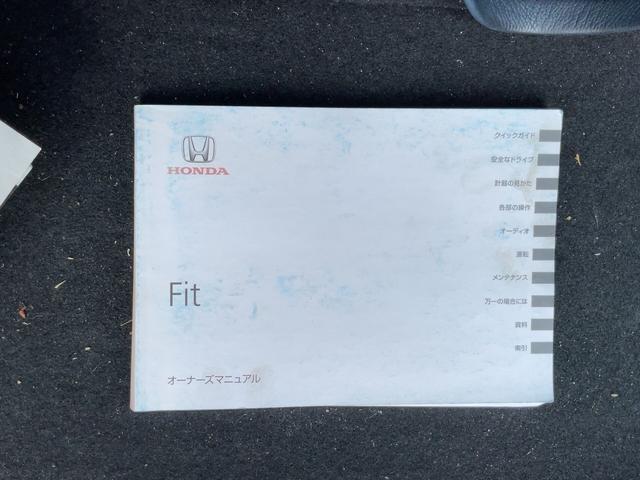 HONDA
Fit
オーナーズマニュアル
クイックガイド
安全なドライブ
計器の見かた
各部の操作
オーディオ
運転
メンテナンス
万一の場合には
資料
索引